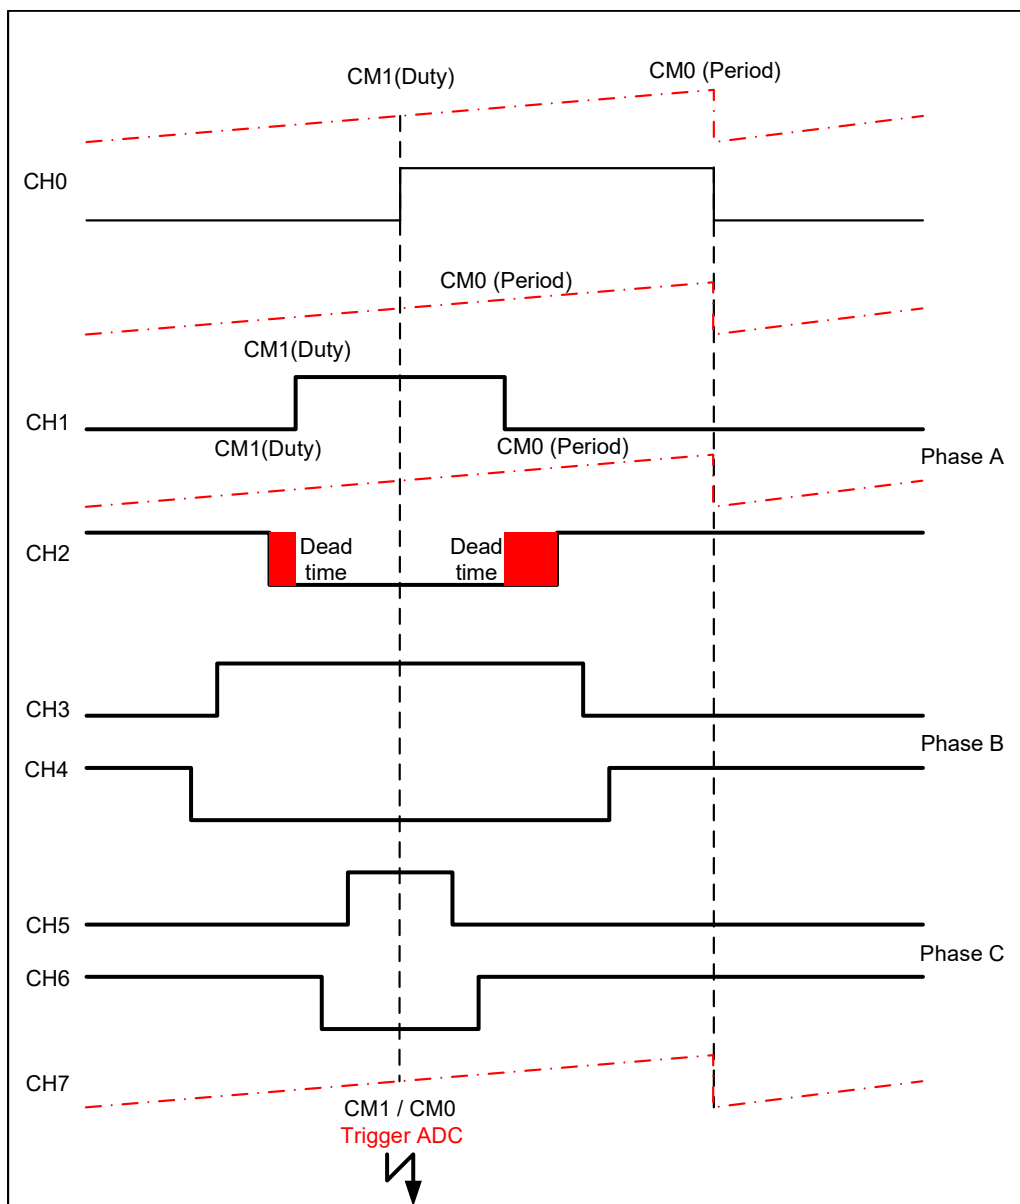 CM1(Duty)
CM0 (Period)
CH0
CM0 (Period)
CM1(Duty)
CH1
CM1(Duty)
CM0 (Period)
Phase A
CH2
Dead
time
Dead
time
CH3
Phase B
CH4
CH5
Phase C
CH6
CH7
CM1 / CM0
Trigger ADC